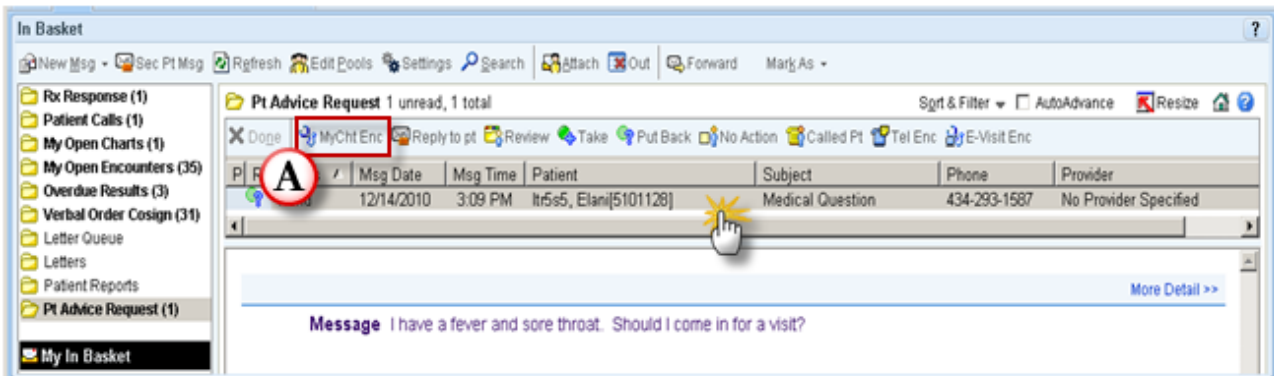 In Basket ?
New Msg Sec Pt Msg Refresh Edit Pools Settings Search Attach Out Forward Mark As
Rx Response (1)
Patient Calls (1)
My Open Charts (1)
My Open Encounters (35)
Overdue Results (3)
Verbal Order Cosign (31)
Letter Queue
Letters
Patient Reports
Pt Advice Request (1)
My In Basket
Pt Advice Request 1 unread, 1 total Sort & Filter AutoAdvance Resize ?
Done MyCht Enc Reply to pt Review Take Put Back No Action Called Pt Tel Enc E-Visit Enc
A
P Msg Date Msg Time Patient Subject Phone Provider
12/14/2010 3:09 PM Itr5s5, Elani[5101128] Medical Question 434-293-1587 No Provider Specified
More Detail >>
Message I have a fever and sore throat. Should I come in for a visit?